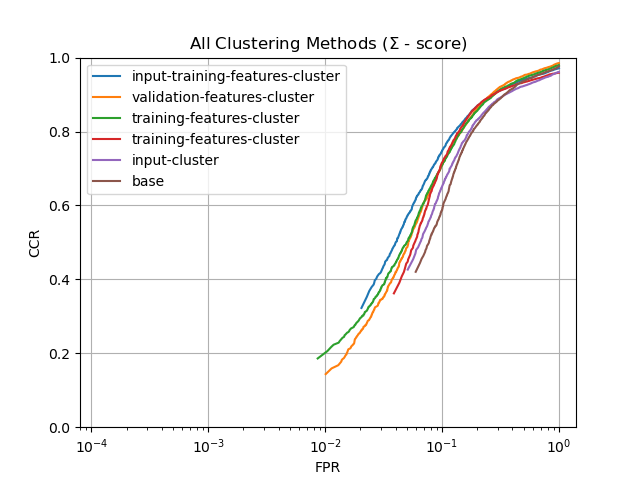 All Clustering Methods (Σ - score)
1.0
0.8
0.6
0.4
0.2
0.0
CCR
input-training-features-cluster
validation-features-cluster
training-features-cluster
training-features-cluster
input-cluster
base
10⁻⁴
10⁻³
10⁻²
10⁻¹
10⁰
FPR